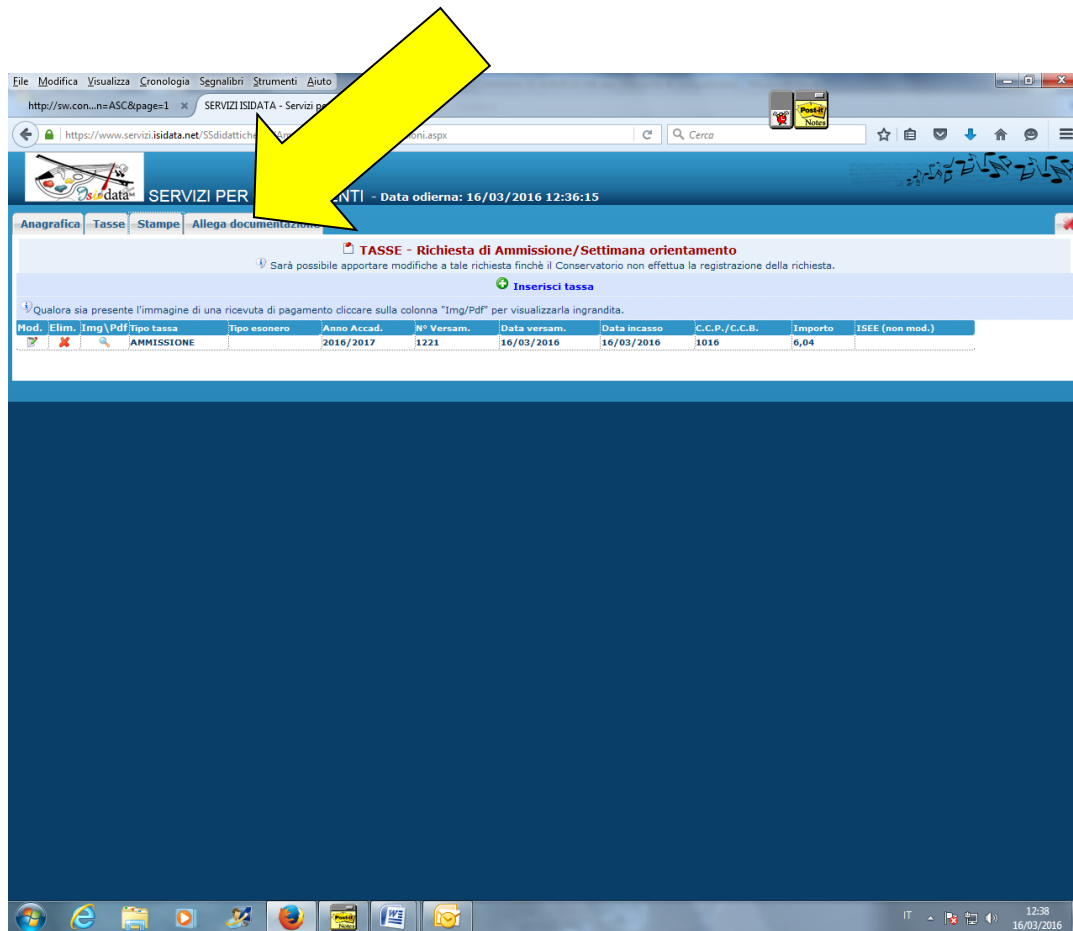 File Modifica Visualizza Cronologia Segnalibri Strumenti Aiuto
http://sw.con...n=ASC&page=1 SERVIZI ISIDATA - Servizi
https://www.servizi.isidata.net/SSdidattiche ioni.aspx Cerca
Post-it Notes
Isidata SERVIZI PER NTI - Data odierna: 16/03/2016 12:36:15
Anagrafica Tasse Stampe Allega documentazione
TASSE - Richiesta di Ammissione/Settimana orientamento
Sarà possibile apportare modifiche a tale richiesta finchè il Conservatorio non effettua la registrazione della richiesta.
Inserisci tassa
Qualora sia presente l'immagine di una ricevuta di pagamento cliccare sulla colonna "Img/Pdf" per visualizzarla ingrandita.
Mod. Elim. Img\Pdf Tipo tassa Tipo esonero Anno Accad. N° Versam. Data versam. Data incasso C.C.P./C.C.B. Importo ISEE (non mod.)
AMMISSIONE 2016/2017 1221 16/03/2016 16/03/2016 1016 6,04
Post-it Notes
IT 12:38
16/03/2016